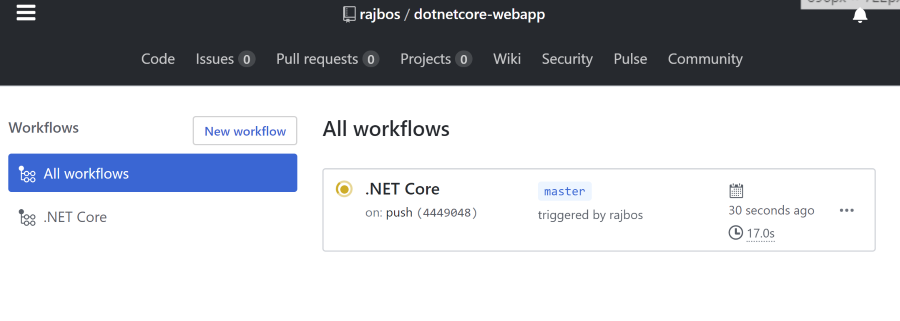 rajbos / dotnetcore-webapp
Code Issues 0 Pull requests 0 Projects 0 Wiki Security Pulse Community
Workflows
New workflow
All workflows
.NET Core
All workflows
.NET Core
on: push (4449048)
master
triggered by rajbos
30 seconds ago
17.0s